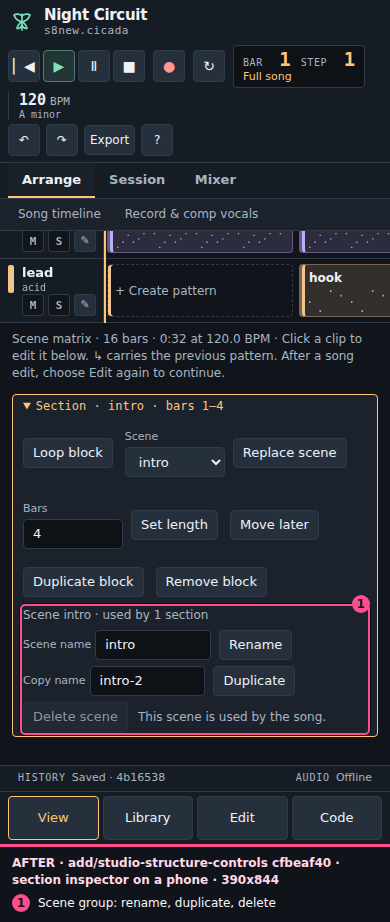 Night Circuit
s8new.cicada
BAR 1 STEP 1
Full song
120 BPM
A minor
Export ?
Arrange Session Mixer
Song timeline Record & comp vocals
M S
lead
acid
M S
+ Create pattern
hook
Scene matrix · 16 bars · 0:32 at 120.0 BPM · Click a clip to
edit it below. ↳ carries the previous pattern. After a song
edit, choose Edit again to continue.
▼ Section · intro · bars 1–4
Loop block
Scene
intro
Replace scene
Bars
4
Set length
Move later
Duplicate block
Remove block
1
Scene intro · used by 1 section
Scene name intro Rename
Copy name intro-2 Duplicate
Delete scene This scene is used by the song.
HISTORY Saved · 4b16538 AUDIO Offline
View Library Edit Code
AFTER · add/studio-structure-controls cfbeaf40 ·
section inspector on a phone · 390x844
1 Scene group: rename, duplicate, delete